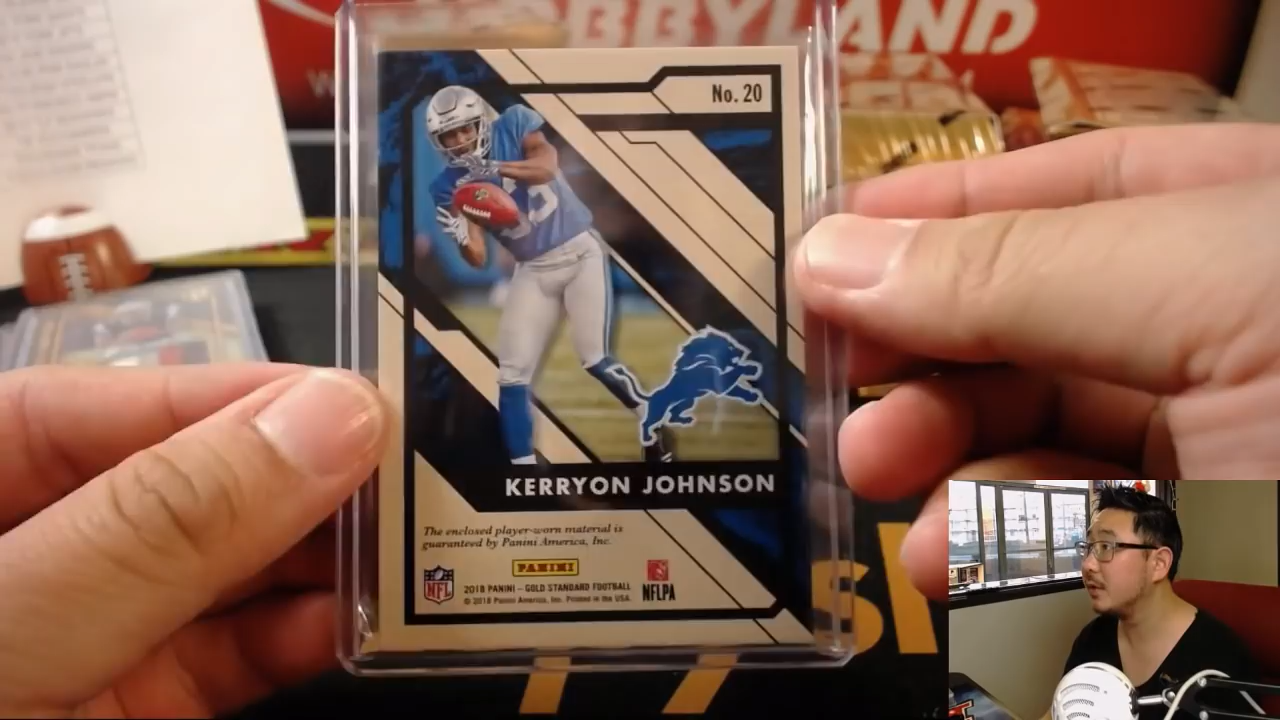 BBYLAND
No. 20
KERRYON JOHNSON
The enclosed player-worn material is
guaranteed by Panini America, Inc.
PANINI
NFL
2018 PANINI – GOLD STANDARD FOOTBALL
© 2018 Panini America, Inc. Printed in the USA.
NFLPA